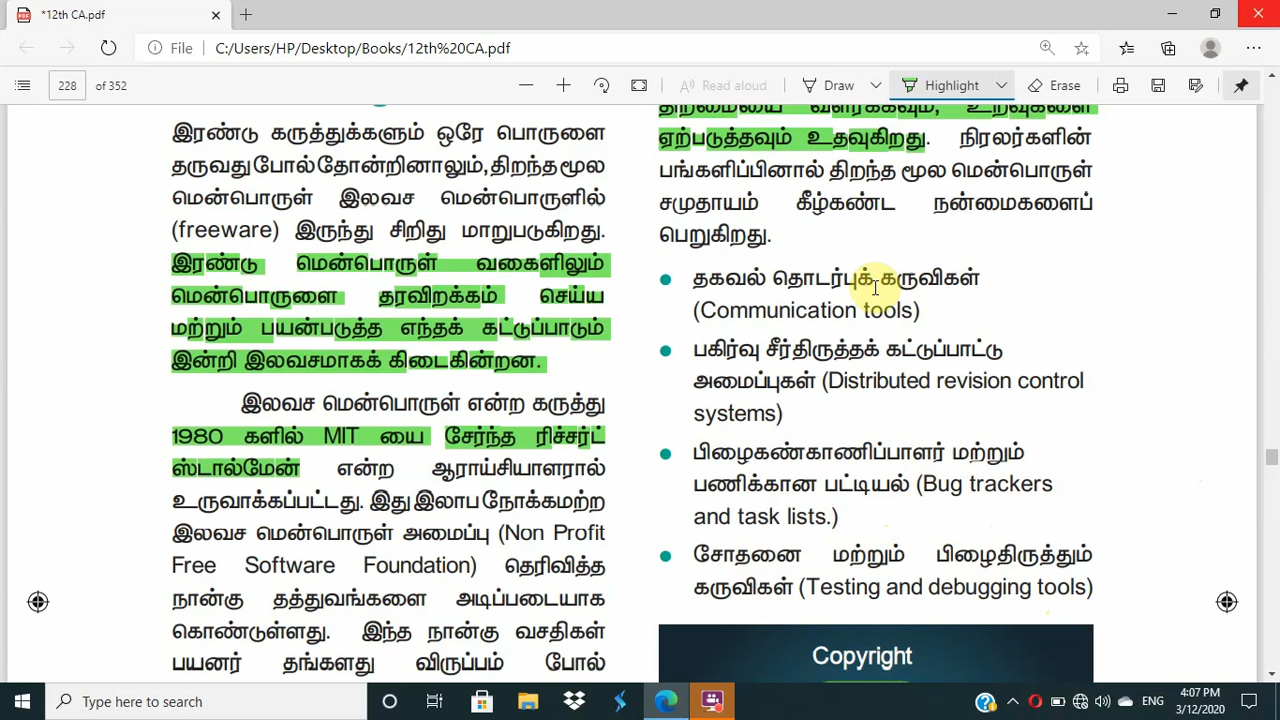 *12th CA.pdf
File C:/Users/HP/Desktop/Books/12th%20CA.pdf
228 of 352
Read aloud
Draw
Highlight
Erase
இரண்டு கருத்துக்களும் ஒரே பொருளை
தருவது போல் தோன்றினாலும், திறந்த மூல
மென்பொருள் இலவச மென்பொருளில்
(freeware) இருந்து சிறிது மாறுபடுகிறது.
இரண்டு மென்பொருள் வகைளிலும்
மென்பொருளை தரவிறக்கம் செய்ய
மற்றும் பயன்படுத்த எந்தக் கட்டுப்பாடும்
இன்றி இலவசமாகக் கிடைகின்றன.
இலவச மென்பொருள் என்ற கருத்து
1980 களில் MIT யை சேர்ந்த ரிச்சர்ட்
ஸ்டால்மேன் என்ற ஆராய்சியாளரால்
உருவாக்கப்பட்டது. இது இலாப நோக்கமற்ற
இலவச மென்பொருள் அமைப்பு (Non Profit
Free Software Foundation) தெரிவித்த
நான்கு தத்துவங்களை அடிப்படையாக
கொண்டுள்ளது. இந்த நான்கு வசதிகள்
பயனர் தங்களது விருப்பம் போல்
திறமையை வளர்க்கவும், உறவுகளை
ஏற்படுத்தவும் உதவுகிறது. நிரலர்களின்
பங்களிப்பினால் திறந்த மூல மென்பொருள்
சமுதாயம் கீழ்கண்ட நன்மைகளைப்
பெறுகிறது.
தகவல் தொடர்புக் கருவிகள்
(Communication tools)
பகிர்வு சீர்திருத்தக் கட்டுப்பாட்டு
அமைப்புகள் (Distributed revision control
systems)
பிழைகண்காணிப்பாளர் மற்றும்
பணிக்கான பட்டியல் (Bug trackers
and task lists.)
சோதனை மற்றும் பிழைதிருத்தும்
கருவிகள் (Testing and debugging tools)
Copyright
Type here to search
ENG
4:07 PM
3/12/2020